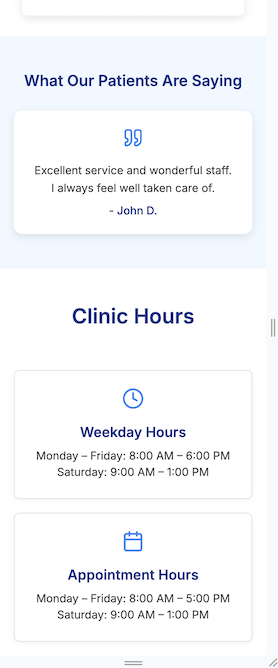 What Our Patients Are Saying
Excellent service and wonderful staff.
I always feel well taken care of.
- John D.
Clinic Hours
Weekday Hours
Monday – Friday: 8:00 AM – 6:00 PM
Saturday: 9:00 AM – 1:00 PM
Appointment Hours
Monday – Friday: 8:00 AM – 5:00 PM
Saturday: 9:00 AM – 1:00 PM